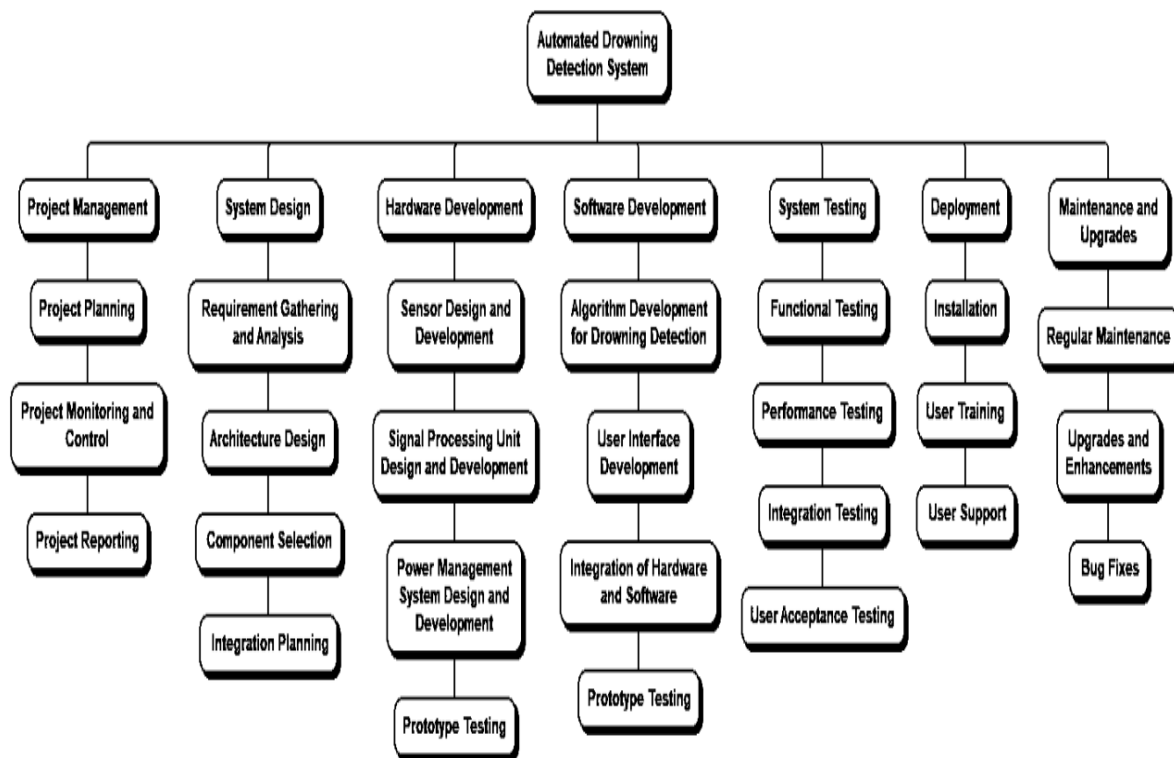 Automated Drowning
Detection System
Project Management
System Design
Hardware Development
Software Development
System Testing
Deployment
Maintenance and
Upgrades
Project Planning
Requirement Gathering
and Analysis
Sensor Design and
Development
Algorithm Development
for Drowning Detection
Functional Testing
Installation
Regular Maintenance
Project Monitoring and
Control
Architecture Design
Signal Processing Unit
Design and Development
User Interface
Development
Performance Testing
User Training
Upgrades and
Enhancements
Project Reporting
Component Selection
Power Management
System Design and
Development
Integration of Hardware
and Software
Integration Testing
User Support
Bug Fixes
Integration Planning
Prototype Testing
Prototype Testing
User Acceptance Testing